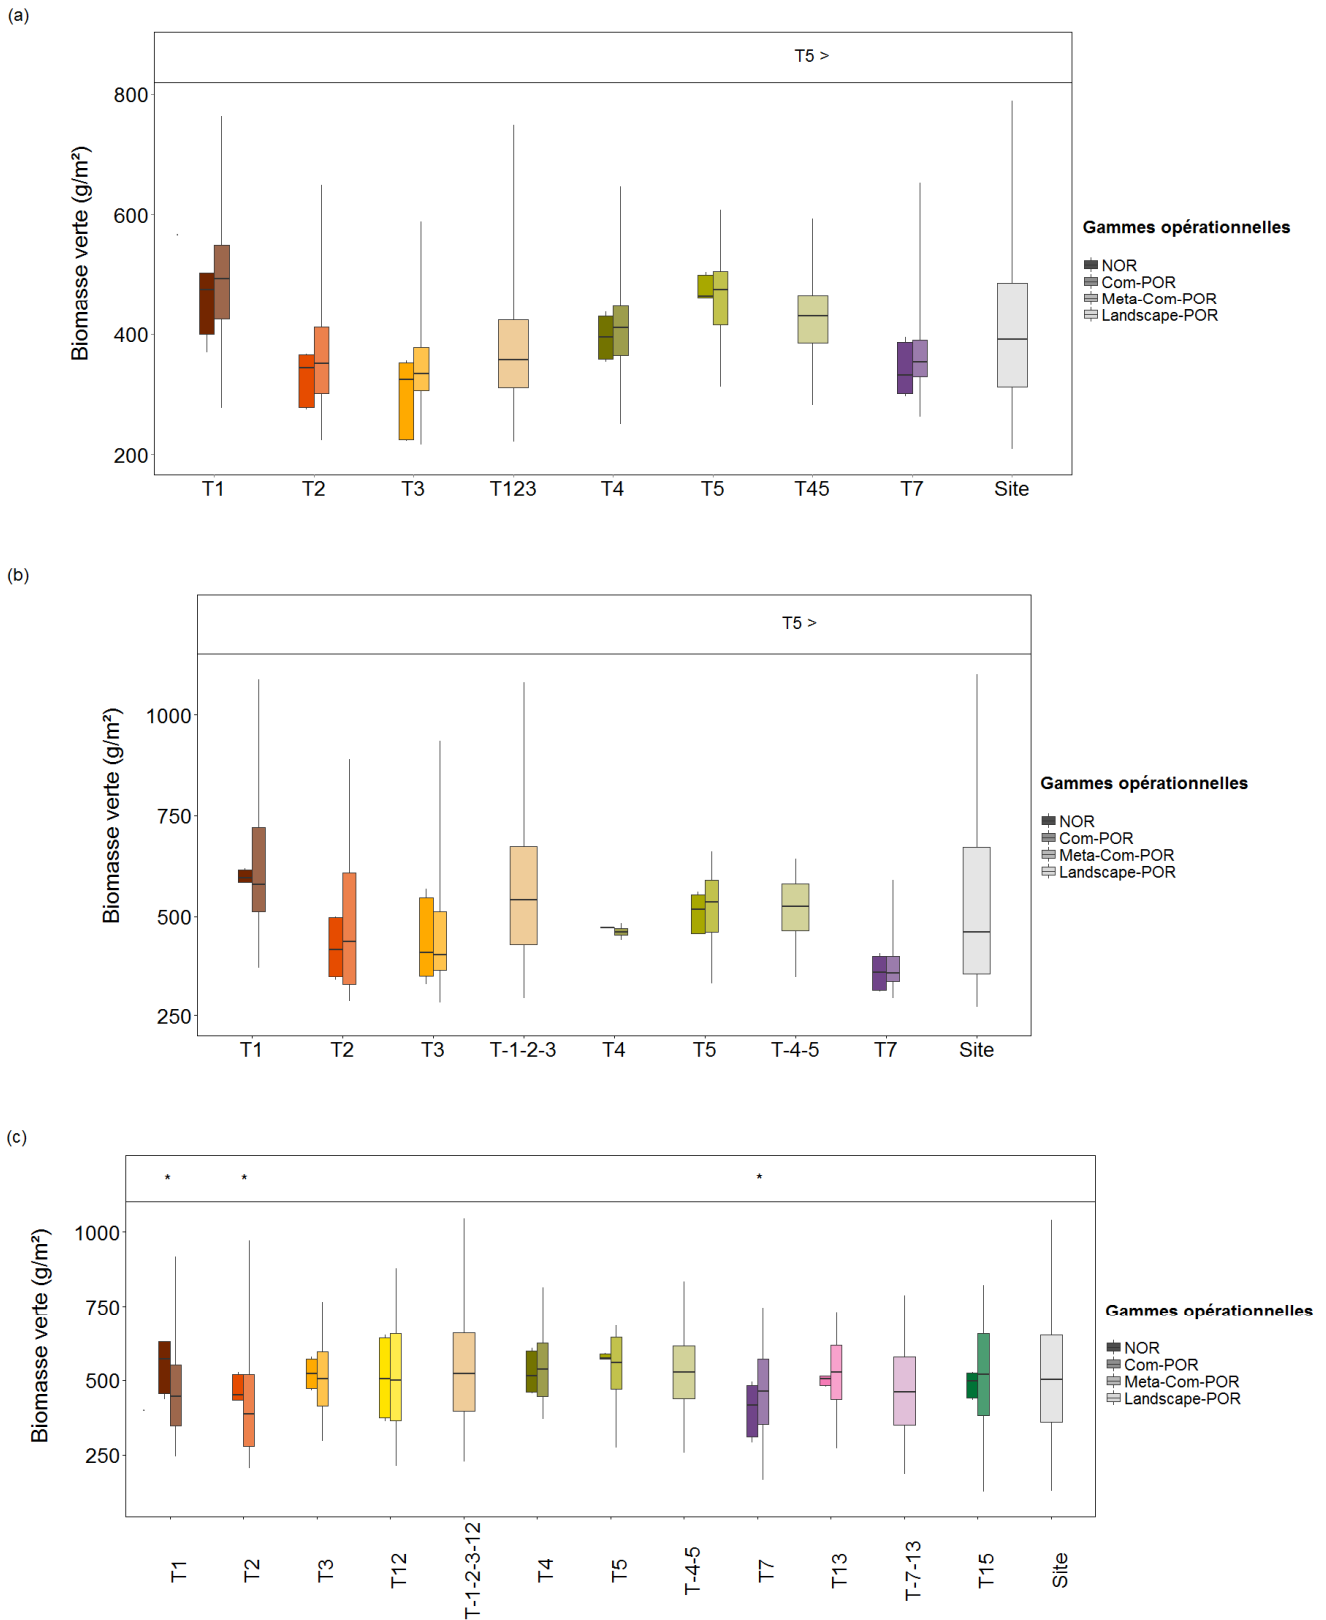 (a)
T5 >
Biomasse verte (g/m²)
800
600
400
200
T1 T2 T3 T123 T4 T5 T45 T7 Site
Gammes opérationnelles
NOR
Com-POR
Meta-Com-POR
Landscape-POR
(b)
T5 >
Biomasse verte (g/m²)
1000
750
500
250
T1 T2 T3 T-1-2-3 T4 T5 T-4-5 T7 Site
Gammes opérationnelles
NOR
Com-POR
Meta-Com-POR
Landscape-POR
(c)
* * *
Biomasse verte (g/m²)
1000
750
500
250
T1 T2 T3 T12 T-1-2-3-12 T4 T5 T-4-5 T7 T13 T-7-13 T15 Site
Gammes opérationnelles
NOR
Com-POR
Meta-Com-POR
Landscape-POR